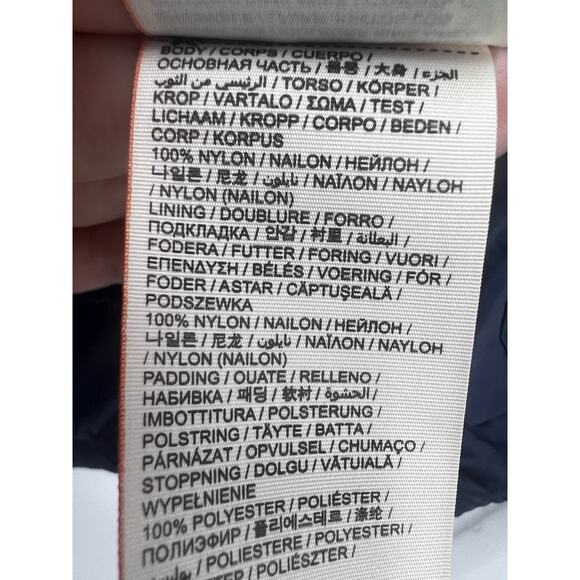 BODY / CORPS / CUERPO /
ОСНОВНАЯ ЧАСТЬ / 몸통 / 大身 / الجزء
الرئيسي من الثوب / TORSO / KÖRPER /
KROP / VARTALO / ΣΩΜΑ / TEST /
LICHAAM / KROPP / CORPO / BEDEN /
CORP / KORPUS
100% NYLON / NAILON / НЕЙЛОН /
나일론 / 尼龙 / نايلون / ΝΑΪΛΟΝ / NAYLOH
/ NYLON (NAILON)
LINING / DOUBLURE / FORRO /
ПОДКЛАДКА / 안감 / 村里 / البطانة /
FODERA / FUTTER / FORING / VUORI /
ΕΠΕΝΔΥΣΗ / BÉLÉS / VOERING / FÓR /
FODER / ASTAR / CĂPTUŞEALĂ /
PODSZEWKA
100% NYLON / NAILON / НЕЙЛОН /
나일론 / 尼龙 / نايلون / ΝΑΪΛΟΝ / NAYLOH
/ NYLON (NAILON)
PADDING / OUATE / RELLENO /
НАБИВКА / 패딩 / 软村 / الحشوة /
IMBOTTITURA / POLSTERUNG /
POLSTRING / TÄYTE / BATTA /
PÁRNÁZAT / OPVULSEL / CHUMAÇO /
STOPPNING / DOLGU / VĂTUIALĂ /
WYPEŁNIENIE
100% POLYESTER / POLIÉSTER /
ПОЛИЭФИР / 폴리에스테르 / 涤纶 /
/ POLIESTERE / POLYESTERI /
/ POLIÉSZTER /